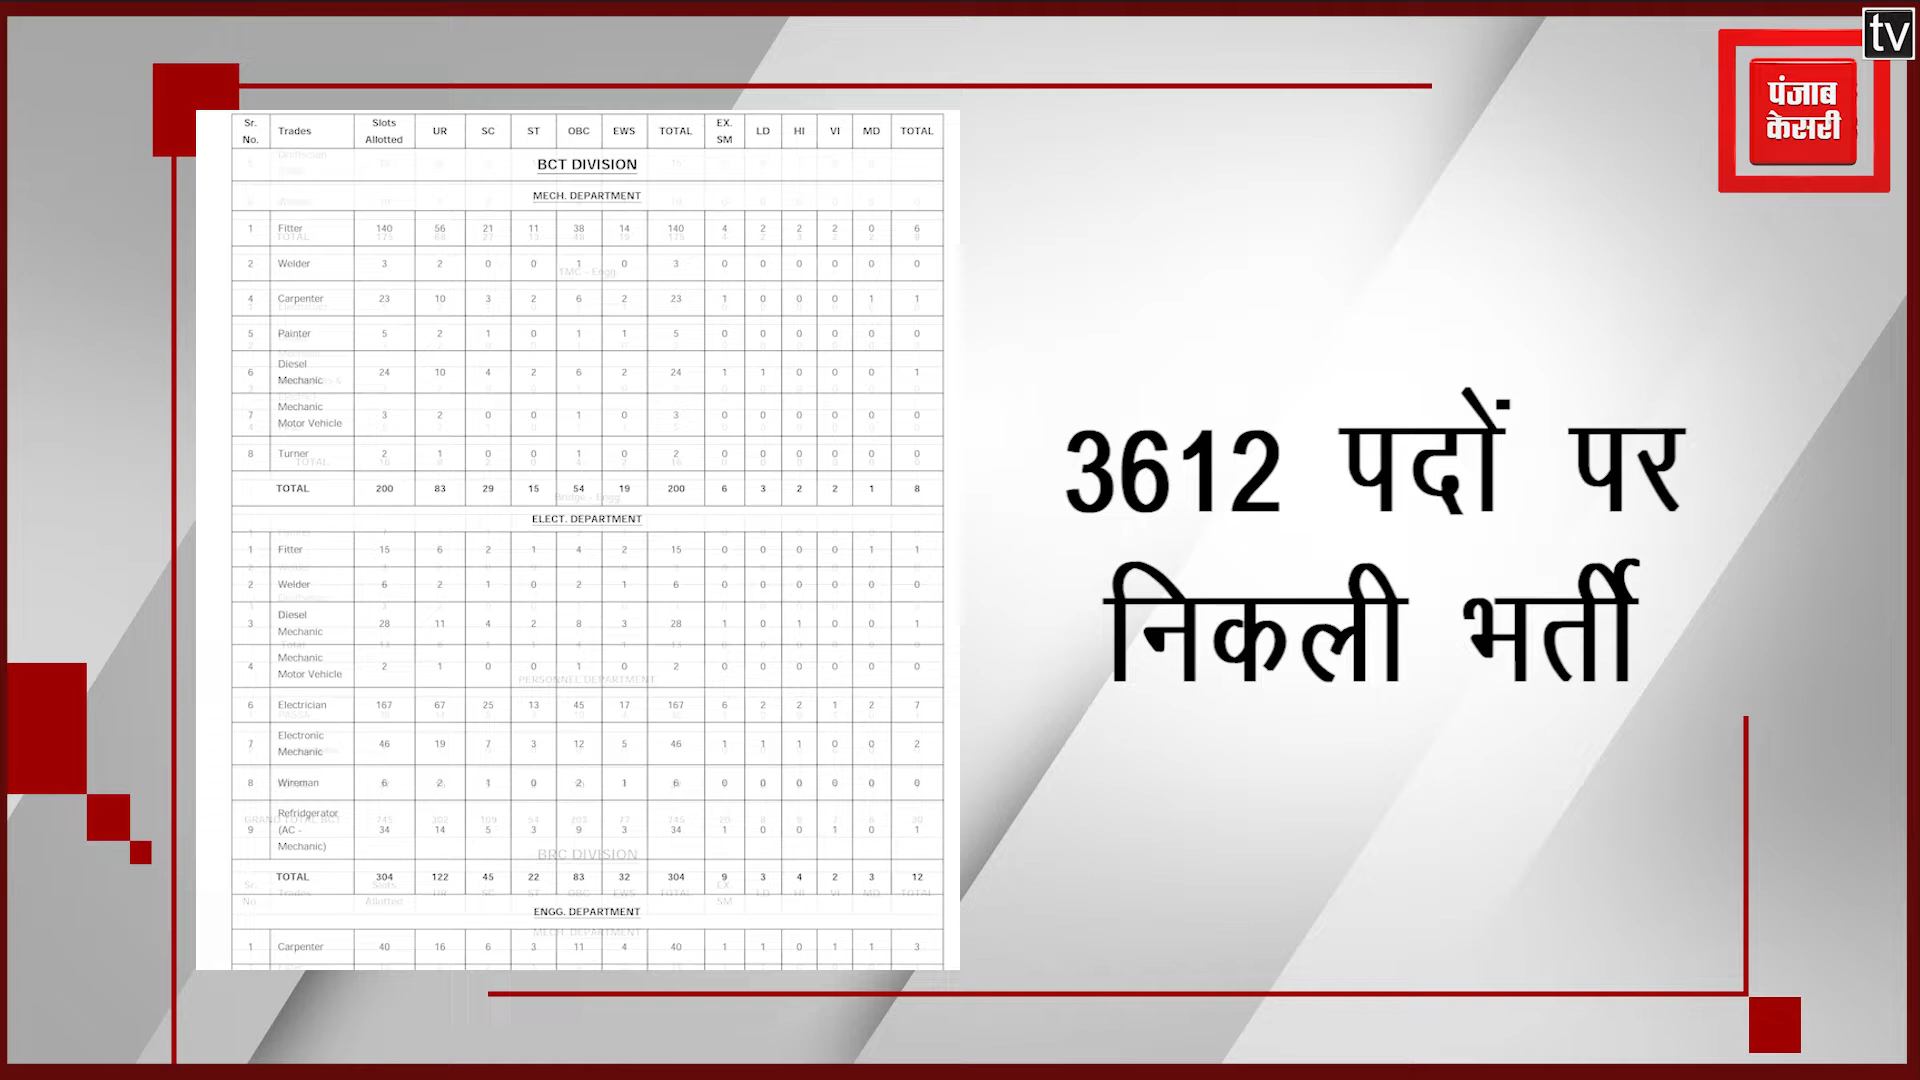 tv
पंजाब
केसरी
Sr. No. Trades Slots Allotted UR SC ST OBC EWS TOTAL EX. SM LD HI VI MD TOTAL
BCT DIVISION
MECH. DEPARTMENT
1 Fitter 140 56 21 11 38 14 140 4 2 2 2 0 6
2 Welder 3 2 0 0 1 0 3 0 0 0 0 0 0
4 Carpenter 23 10 3 2 6 2 23 1 0 0 0 1 1
5 Painter 5 2 1 0 1 1 5 0 0 0 0 0 0
6 Diesel Mechanic 24 10 4 2 6 2 24 1 1 0 0 0 1
7 Mechanic Motor Vehicle 3 2 0 0 1 0 3 0 0 0 0 0 0
8 Turner 2 1 0 0 1 0 2 0 0 0 0 0 0
TOTAL 200 83 29 15 54 19 200 6 3 2 2 1 8
ELECT. DEPARTMENT
1 Fitter 15 6 2 1 4 2 15 0 0 0 0 1 1
2 Welder 6 2 1 0 2 1 6 0 0 0 0 0 0
3 Diesel Mechanic 28 11 4 2 8 3 28 1 0 1 0 0 1
4 Mechanic Motor Vehicle 2 1 0 0 1 0 2 0 0 0 0 0 0
6 Electrician 167 67 25 13 45 17 167 6 2 2 1 2 7
7 Electronic Mechanic 46 19 7 3 12 5 46 1 1 1 0 0 2
8 Wireman 6 2 1 0 2 1 6 0 0 0 0 0 0
9 Refridgerator (AC - Mechanic) 34 14 5 3 9 3 34 1 0 0 1 0 1
TOTAL 304 122 45 22 83 32 304 9 3 4 2 3 12
ENGG. DEPARTMENT
1 Carpenter 40 16 6 3 11 4 40 1 1 0 1 1 3
3612 पदों पर
निकली भर्ती